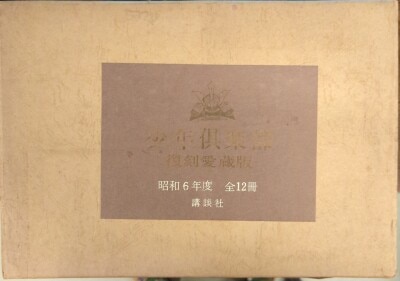 少年倶楽部
復刻愛蔵版
昭和6年度 全12冊
講談社